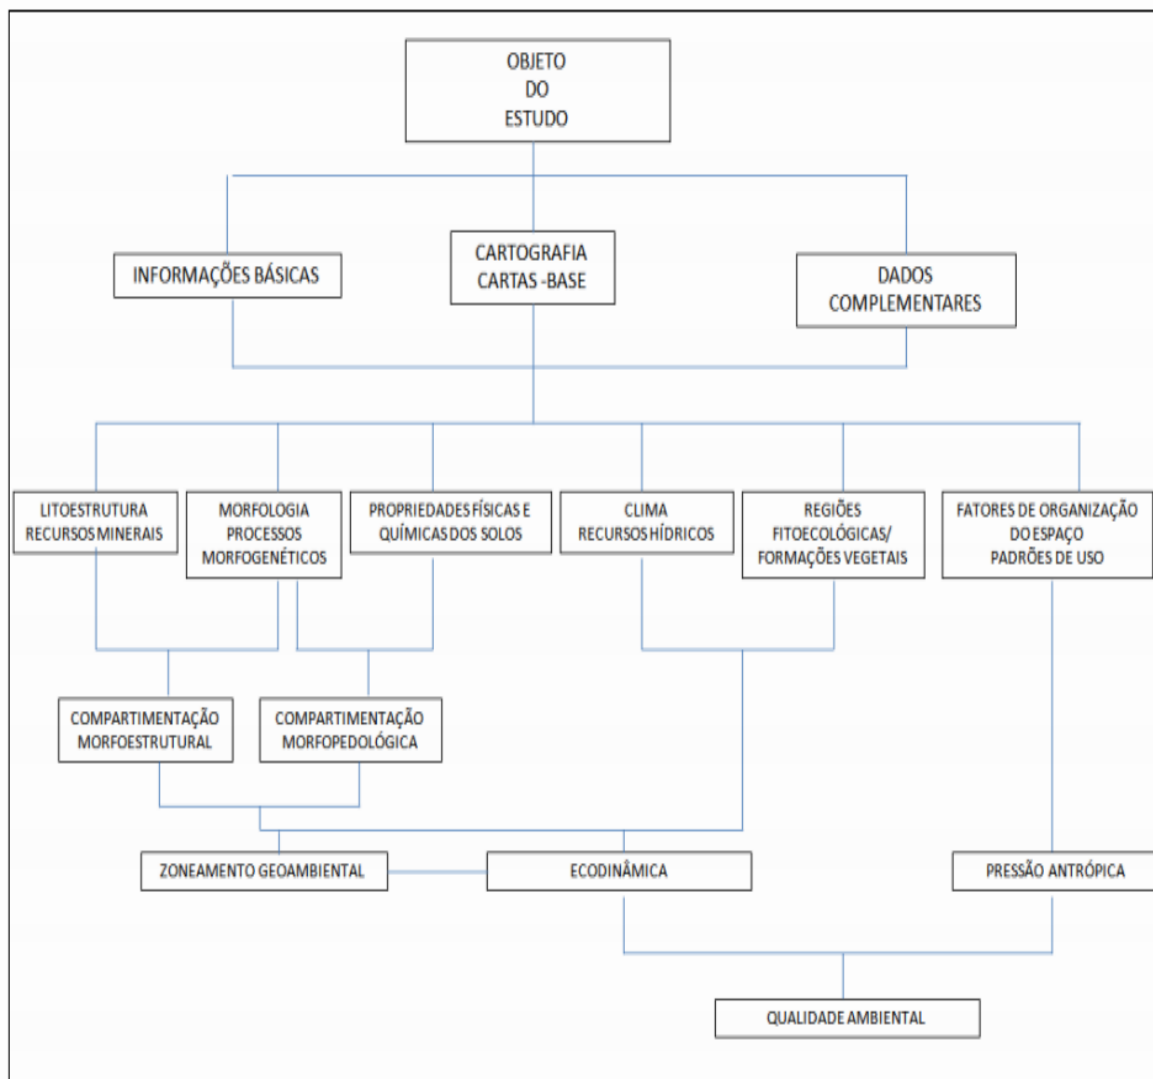 OBJETO
DO
ESTUDO
INFORMAÇÕES BÁSICAS
CARTOGRAFIA
CARTAS -BASE
DADOS
COMPLEMENTARES
LITOESTRUTURA
RECURSOS MINERAIS
MORFOLOGIA
PROCESSOS
MORFOGENÉTICOS
PROPRIEDADES FÍSICAS E
QUÍMICAS DOS SOLOS
CLIMA
RECURSOS HÍDRICOS
REGIÕES
FITOECOLÓGICAS/
FORMAÇÕES VEGETAIS
FATORES DE ORGANIZAÇÃO
DO ESPAÇO
PADRÕES DE USO
COMPARTIMENTAÇÃO
MORFOESTRUTURAL
COMPARTIMENTAÇÃO
MORFOPEDOLÓGICA
ZONEAMENTO GEOAMBIENTAL
ECODINÂMICA
PRESSÃO ANTRÓPICA
QUALIDADE AMBIENTAL